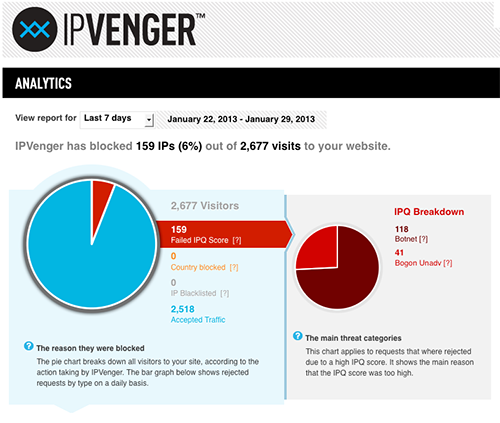 IPVENGER™
ANALYTICS
View report for Last 7 days January 22, 2013 - January 29, 2013
IPVenger has blocked 159 IPs (6%) out of 2,677 visits to your website.
2,677 Visitors
159
Failed IPQ Score [?]
0
Country blocked [?]
0
IP Blacklisted [?]
2,518
Accepted Traffic
IPQ Breakdown
118
Botnet [?]
41
Bogon Unadv [?]
? The reason they were blocked
The pie chart breaks down all visitors to your site, according to the
action taking by IPVenger. The bar graph below shows rejected
requests by type on a daily basis.
? The main threat categories
This chart applies to requests that where rejected
due to a high IPQ score. It shows the main reason
that the IPQ score was too high.